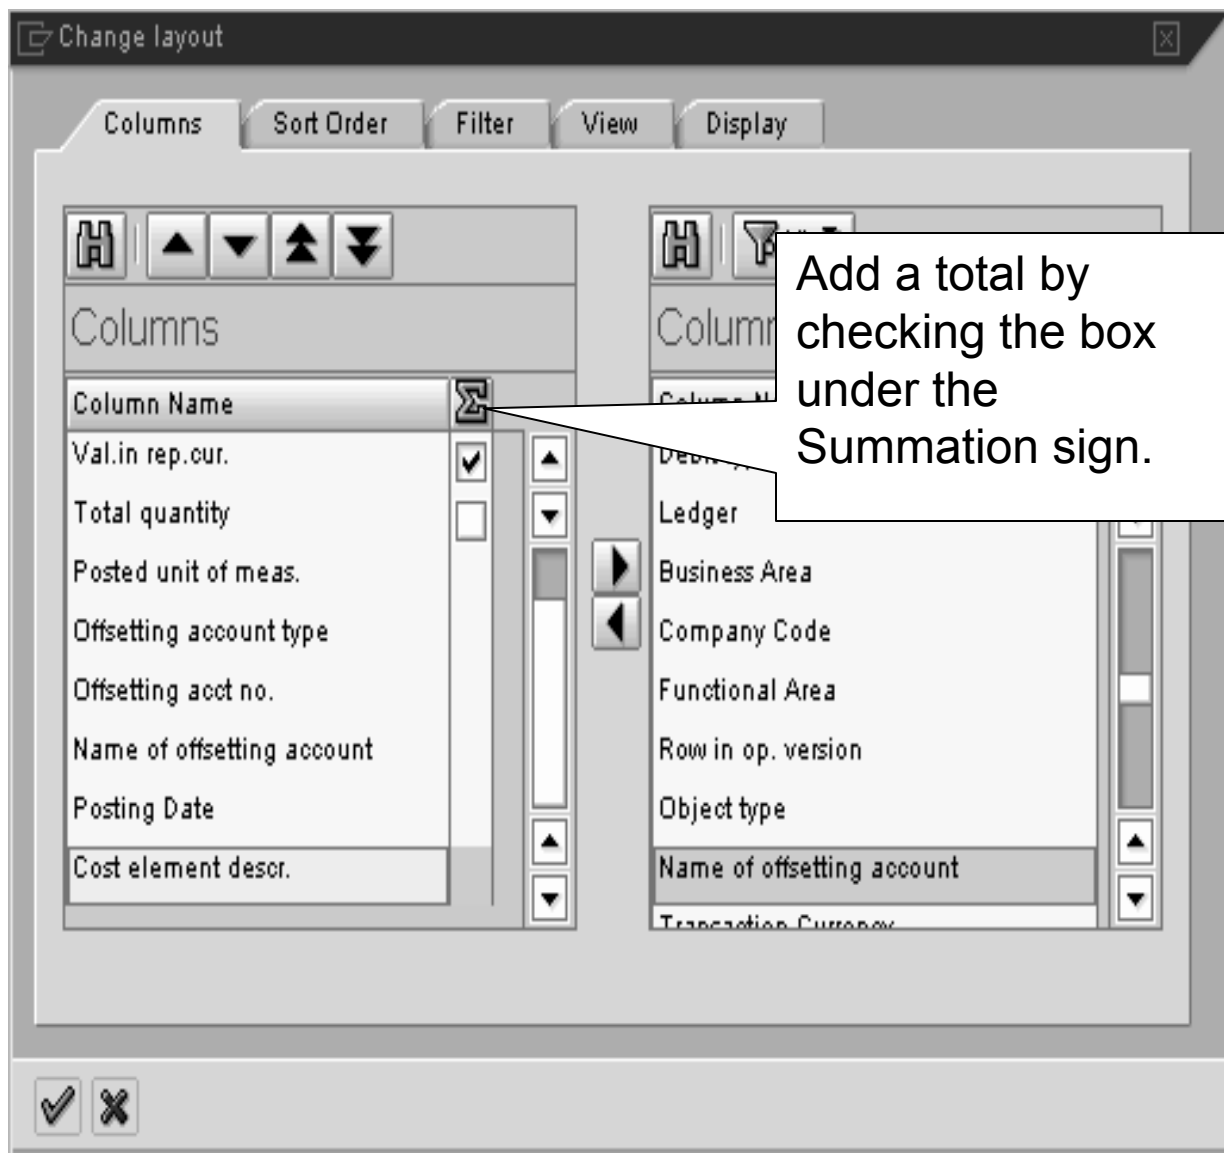 Change layout
Columns Sort Order Filter View Display
Columns
Column Name Σ
Val.in rep.cur.
Total quantity
Posted unit of meas.
Offsetting account type
Offsetting acct no.
Name of offsetting account
Posting Date
Cost element descr.
Add a total by
checking the box
under the
Summation sign.
Ledger
Business Area
Company Code
Functional Area
Row in op. version
Object type
Name of offsetting account
Transaction Currency